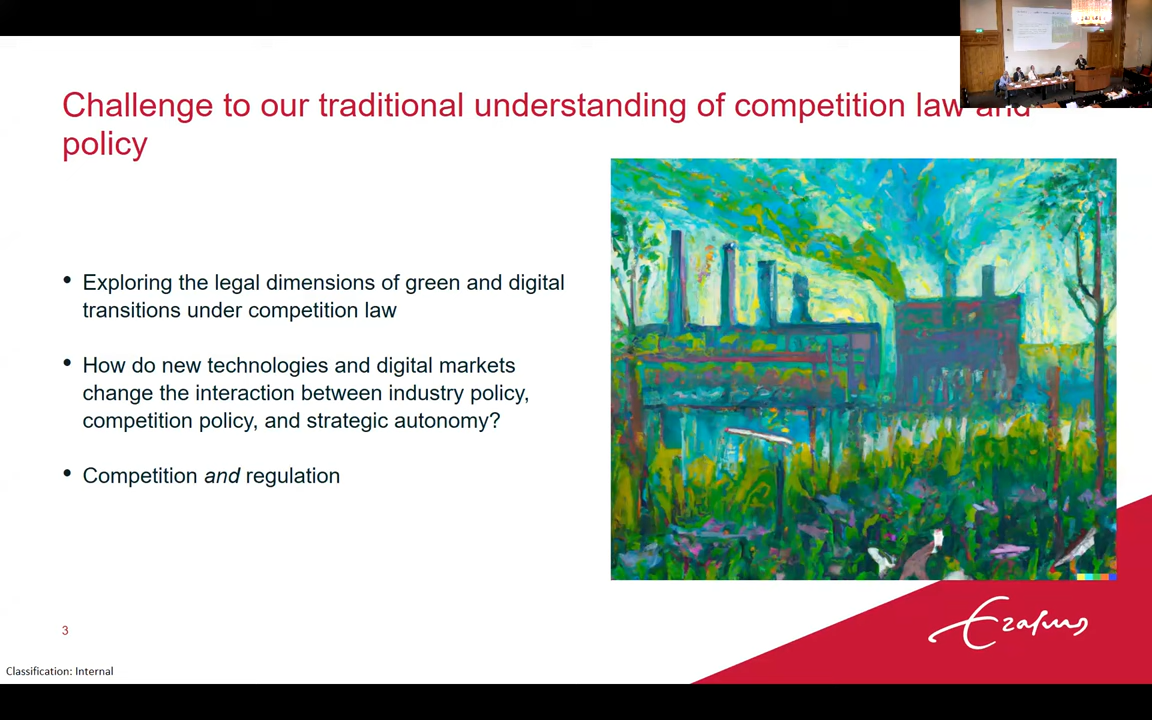 Challenge to our traditional understanding of competition law and
policy
• Exploring the legal dimensions of green and digital
transitions under competition law
• How do new technologies and digital markets
change the interaction between industry policy,
competition policy, and strategic autonomy?
• Competition and regulation
3
Erasmus
Classification: Internal